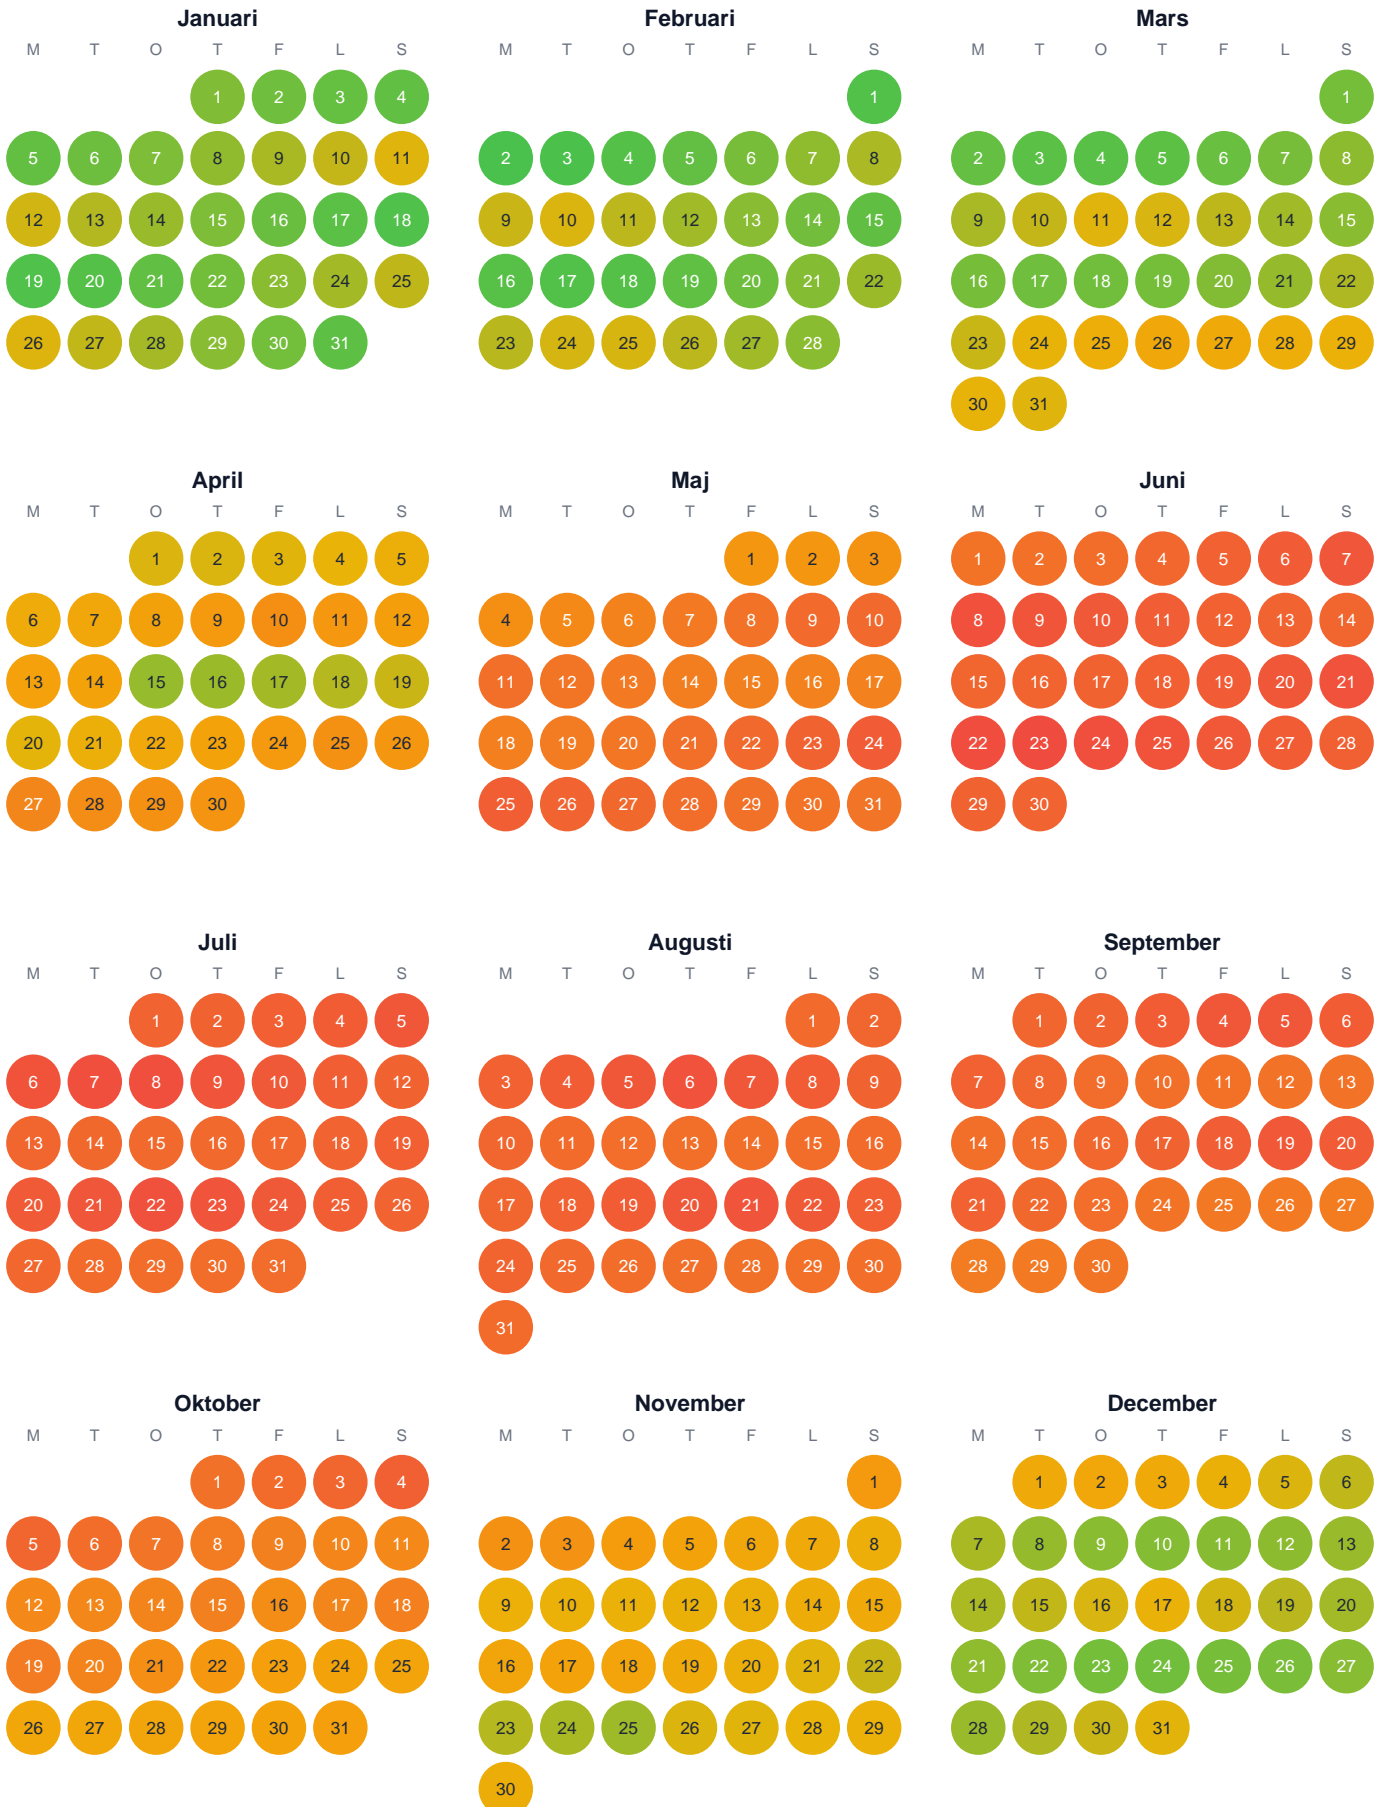 Januari Februari Mars
M T O T F L S M T O T F L S M T O T F L S
1 2 3 4 1 1
5 6 7 8 9 10 11 2 3 4 5 6 7 8 2 3 4 5 6 7 8
12 13 14 15 16 17 18 9 10 11 12 13 14 15 9 10 11 12 13 14 15
19 20 21 22 23 24 25 16 17 18 19 20 21 22 16 17 18 19 20 21 22
26 27 28 29 30 31 23 24 25 26 27 28 23 24 25 26 27 28 29
30 31
April Maj Juni
M T O T F L S M T O T F L S M T O T F L S
1 2 3 4 5 1 2 3 1 2 3 4 5 6 7
6 7 8 9 10 11 12 4 5 6 7 8 9 10 8 9 10 11 12 13 14
13 14 15 16 17 18 19 11 12 13 14 15 16 17 15 16 17 18 19 20 21
20 21 22 23 24 25 26 18 19 20 21 22 23 24 22 23 24 25 26 27 28
27 28 29 30 25 26 27 28 29 30 31 29 30
Juli Augusti September
M T O T F L S M T O T F L S M T O T F L S
1 2 3 4 5 1 2 1 2 3 4 5 6
6 7 8 9 10 11 12 3 4 5 6 7 8 9 7 8 9 10 11 12 13
13 14 15 16 17 18 19 10 11 12 13 14 15 16 14 15 16 17 18 19 20
20 21 22 23 24 25 26 17 18 19 20 21 22 23 21 22 23 24 25 26 27
27 28 29 30 31 24 25 26 27 28 29 30 28 29 30
31
Oktober November December
M T O T F L S M T O T F L S M T O T F L S
1 2 3 4 1 1 2 3 4 5 6
5 6 7 8 9 10 11 2 3 4 5 6 7 8 7 8 9 10 11 12 13
12 13 14 15 16 17 18 9 10 11 12 13 14 15 14 15 16 17 18 19 20
19 20 21 22 23 24 25 16 17 18 19 20 21 22 21 22 23 24 25 26 27
26 27 28 29 30 31 23 24 25 26 27 28 29 28 29 30 31
30